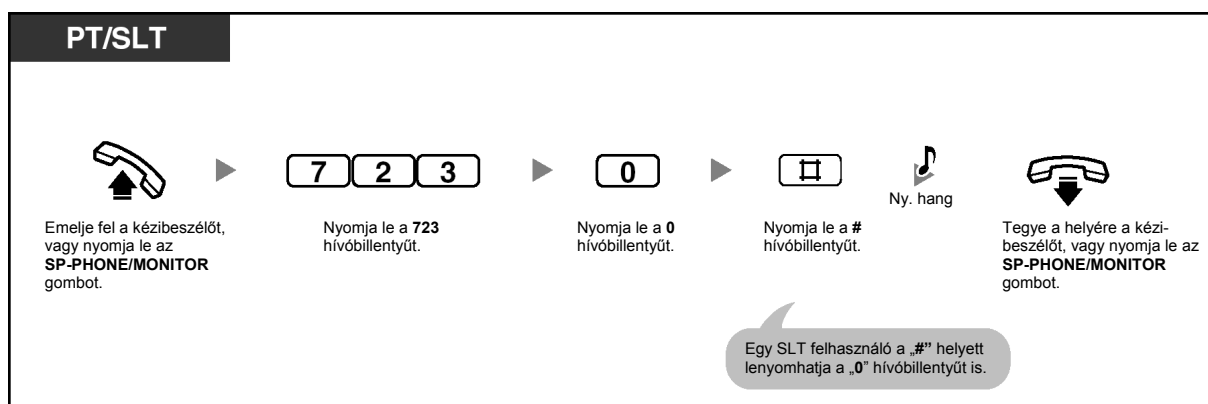 PT/SLT
7 2 3
0
#
Ny. hang
Emelje fel a kézibeszélőt,
vagy nyomja le az
SP-PHONE/MONITOR
gombot.
Nyomja le a 723
hívóbillentyűt.
Nyomja le a 0
hívóbillentyűt.
Nyomja le a #
hívóbillentyűt.
Tegye a helyére a kézi-
beszélőt, vagy nyomja le az
SP-PHONE/MONITOR
gombot.
Egy SLT felhasználó a „#” helyett
lenyomhatja a „0” hívóbillentyűt is.